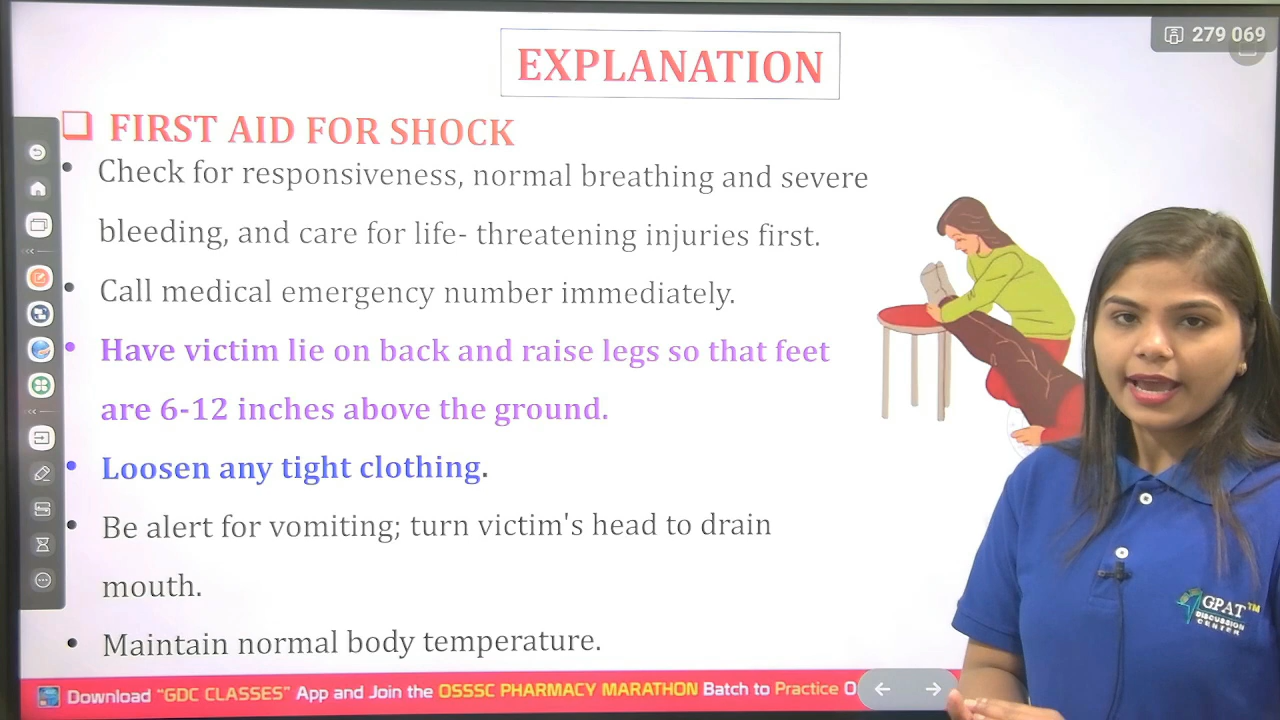 279 069
EXPLANATION
FIRST AID FOR SHOCK
• Check for responsiveness, normal breathing and severe
bleeding, and care for life- threatening injuries first.
• Call medical emergency number immediately.
• Have victim lie on back and raise legs so that feet
are 6-12 inches above the ground.
• Loosen any tight clothing.
• Be alert for vomiting; turn victim's head to drain
mouth.
• Maintain normal body temperature.
GPAT™
DISCUSSION
CENTER
Download "GDC CLASSES" App and Join the OSSSC PHARMACY MARATHON Batch to Practice